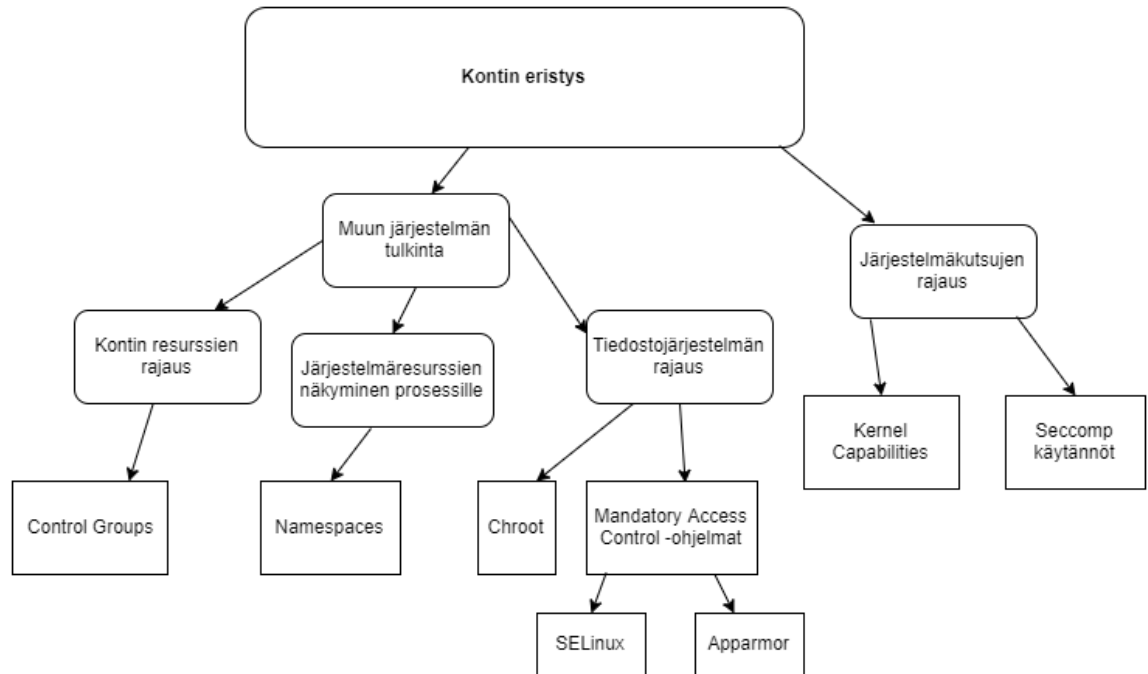 Kontin eristys
Muun järjestelmän
tulkinta
Järjestelmäkutsujen
rajaus
Kontin resurssien
rajaus
Järjestelmäresurssien
näkyminen prosessille
Tiedostojärjestelmän
rajaus
Kernel
Capabilities
Seccomp
käytännöt
Control Groups
Namespaces
Chroot
Mandatory Access
Control -ohjelmat
SELinux
Apparmor